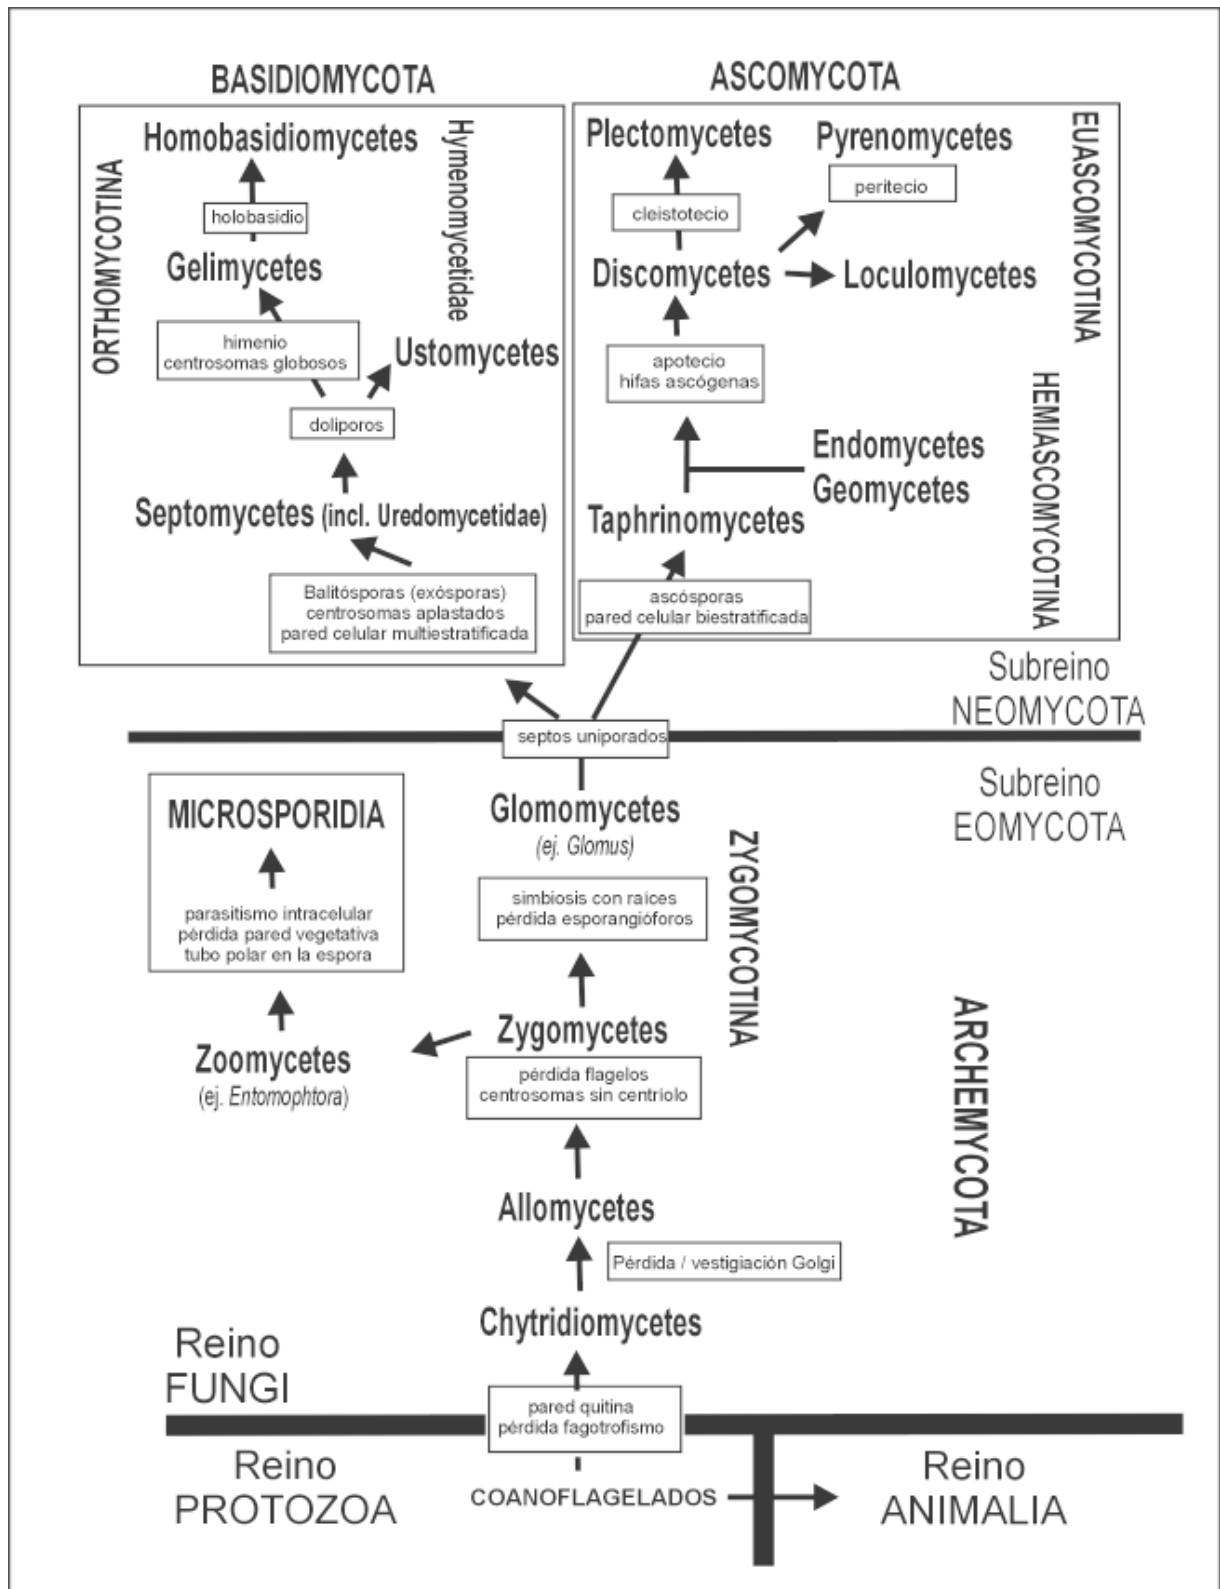 BASIDIOMYCOTA
ASCOMYCOTA
Homobasidiomycetes
Hymenomycetidae
ORTHOMYCOTINA
holobasidio
Gelimycetes
himenio
centrosomas globosos
Ustomycetes
doliporos
Septomycetes (incl. Uredomycetidae)
Balitósporas (exósporas)
centrosomas aplastados
pared celular multiestratificada
Plectomycetes
Pyrenomycetes
EUASCOMYCOTINA
peritecio
cleistotecio
Discomycetes
Loculomycetes
apotecio
hifas ascógenas
HEMIASCOMYCOTINA
Endomycetes
Geomycetes
Taphrinomycetes
ascósporas
pared celular biestratificada
Subreino
NEOMYCOTA
septos uniporados
Subreino
EOMYCOTA
MICROSPORIDIA
parasitismo intracelular
pérdida pared vegetativa
tubo polar en la espora
Glomomycetes
(ej. Glomus)
ZYGOMYCOTINA
simbiosis con raíces
pérdida esporangióforos
Zygomycetes
Zoomycetes
(ej. Entomophtora)
pérdida flagelos
centrosomas sin centríolo
ARCHEMYCOTA
Allomycetes
Pérdida / vestigiación Golgi
Chytridiomycetes
Reino
FUNGI
pared quitina
pérdida fagotrofismo
Reino
PROTOZOA
COANOFLAGELADOS
Reino
ANIMALIA